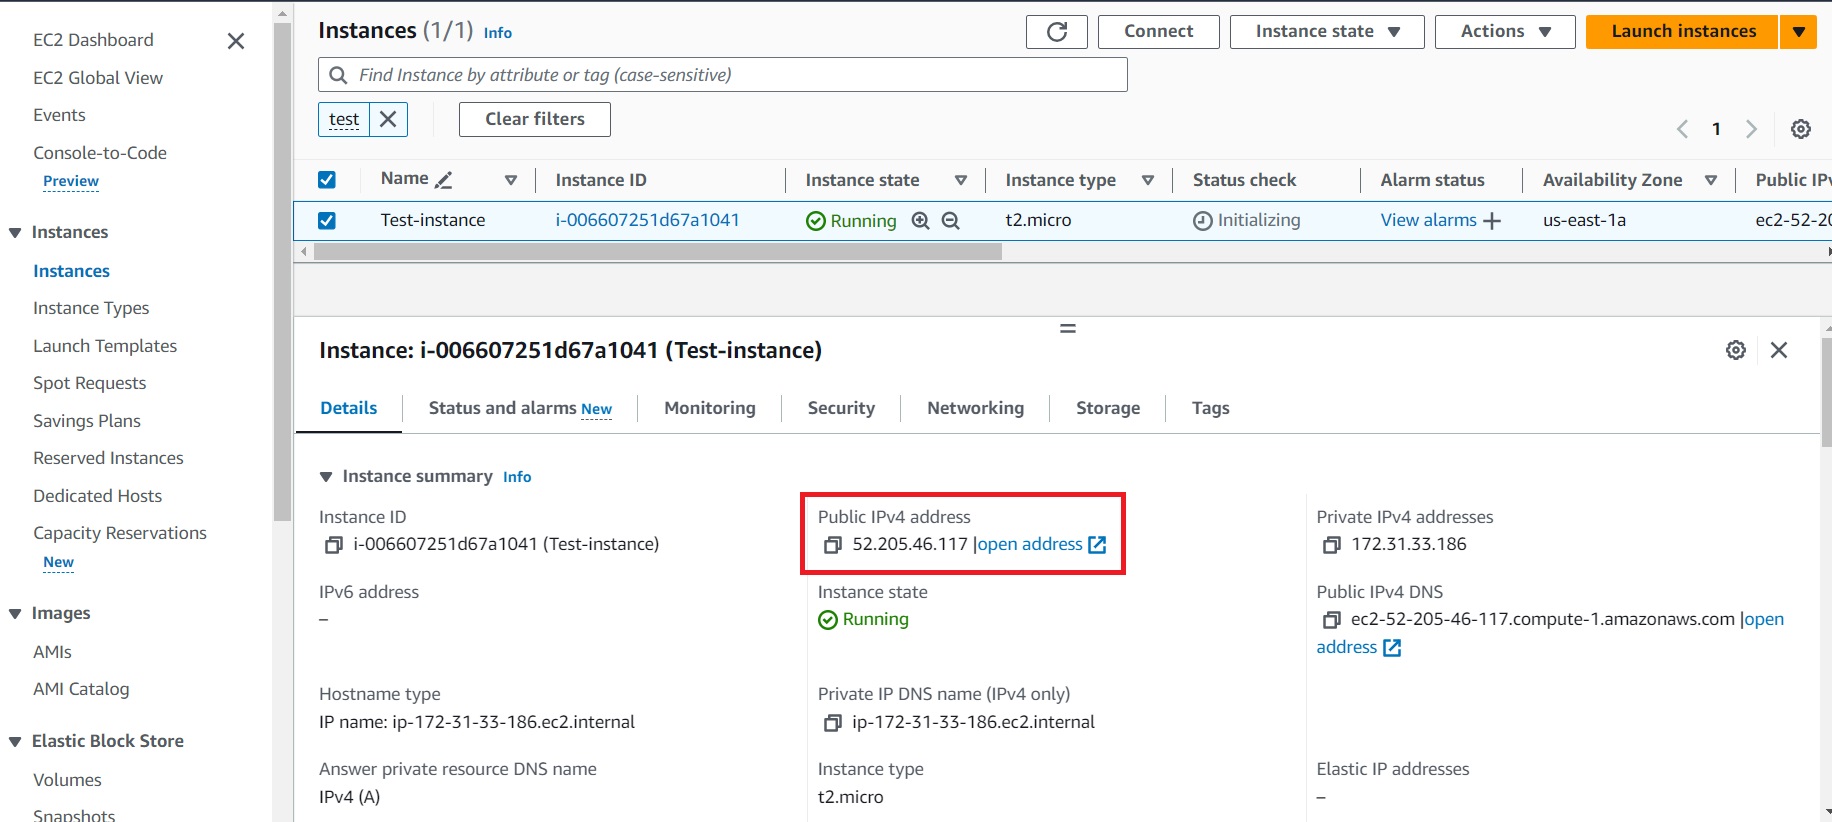 EC2 Dashboard
EC2 Global View
Events
Console-to-Code
Preview
Instances
Instances
Instance Types
Launch Templates
Spot Requests
Savings Plans
Reserved Instances
Dedicated Hosts
Capacity Reservations
New
Images
AMIs
AMI Catalog
Elastic Block Store
Volumes
Snapshots
Instances (1/1) Info
Connect
Instance state
Actions
Launch instances
Find Instance by attribute or tag (case-sensitive)
test
Clear filters
1
Name Instance ID Instance state Instance type Status check Alarm status Availability Zone Public IPv
Test-instance i-006607251d67a1041 Running t2.micro Initializing View alarms + us-east-1a ec2-52-20
Instance: i-006607251d67a1041 (Test-instance)
Details Status and alarms New Monitoring Security Networking Storage Tags
Instance summary Info
Instance ID
i-006607251d67a1041 (Test-instance)
Public IPv4 address
52.205.46.117 |open address
Private IPv4 addresses
172.31.33.186
IPv6 address
–
Instance state
Running
Public IPv4 DNS
ec2-52-205-46-117.compute-1.amazonaws.com |open
address
Hostname type
IP name: ip-172-31-33-186.ec2.internal
Private IP DNS name (IPv4 only)
ip-172-31-33-186.ec2.internal
Answer private resource DNS name
IPv4 (A)
Instance type
t2.micro
Elastic IP addresses
–